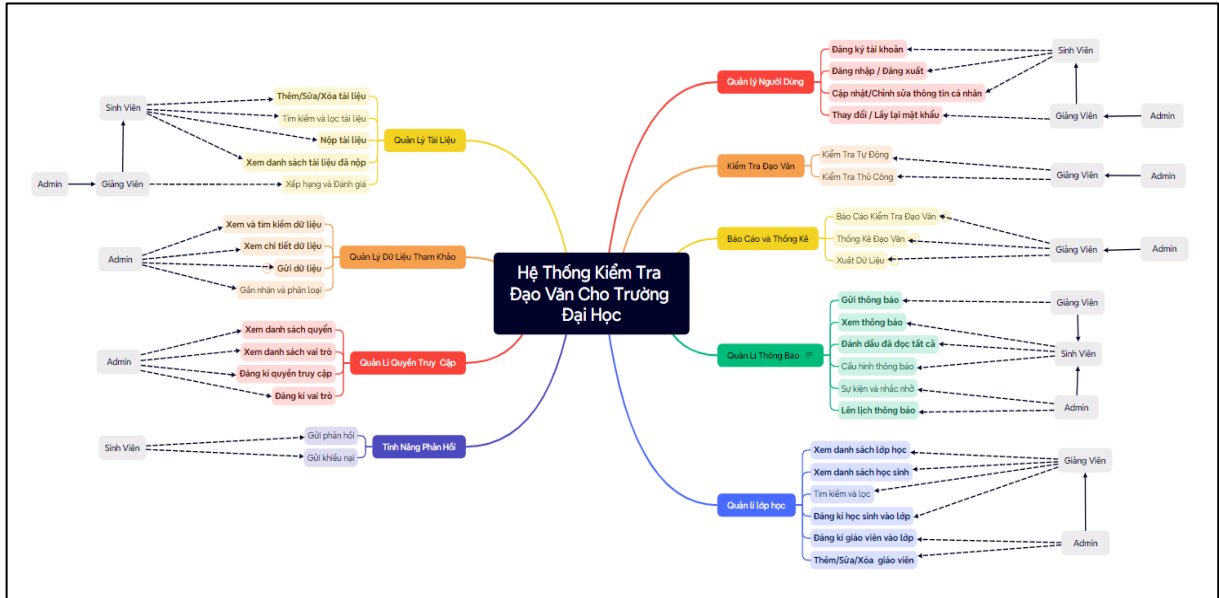 Hệ Thống Kiểm Tra
Đạo Văn Cho Trường
Đại Học
Quản Lý Tài Liệu
Thêm/Sửa/Xóa tài liệu
Tìm kiếm và lọc tài liệu
Nộp tài liệu
Xem danh sách tài liệu đã nộp
Xếp hạng và Đánh giá
Sinh Viên
Admin
Giảng Viên
Quản Lý Dữ Liệu Tham Khảo
Xem và tìm kiếm dữ liệu
Xem chi tiết dữ liệu
Gửi dữ liệu
Gắn nhãn và phân loại
Admin
Quản Lí Quyền Truy Cập
Xem danh sách quyền
Xem danh sách vai trò
Đăng kí quyền truy cập
Đăng kí vai trò
Admin
Tính Năng Phản Hồi
Gửi phản hồi
Gửi khiếu nại
Sinh Viên
Quản lý Người Dùng
Đăng ký tài khoản
Đăng nhập / Đăng xuất
Cập nhật/Chỉnh sửa thông tin cá nhân
Thay đổi / Lấy lại mật khẩu
Sinh Viên
Giảng Viên
Admin
Kiểm Tra Đạo Văn
Kiểm Tra Tự Động
Kiểm Tra Thủ Công
Giảng Viên
Admin
Báo Cáo và Thống Kê
Báo Cáo Kiểm Tra Đạo Văn
Thống Kê Đạo Văn
Xuất Dữ Liệu
Giảng Viên
Admin
Quản Lí Thông Báo
Gửi thông báo
Xem thông báo
Đánh dấu đã đọc tất cả
Cấu hình thông báo
Sự kiện và nhắc nhở
Lên lịch thông báo
Giảng Viên
Sinh Viên
Admin
Quản lí lớp học
Xem danh sách lớp học
Xem danh sách học sinh
Tìm kiếm và lọc
Đăng kí học sinh vào lớp
Đăng kí giáo viên vào lớp
Thêm/Sửa/Xóa giáo viên
Giảng Viên
Admin